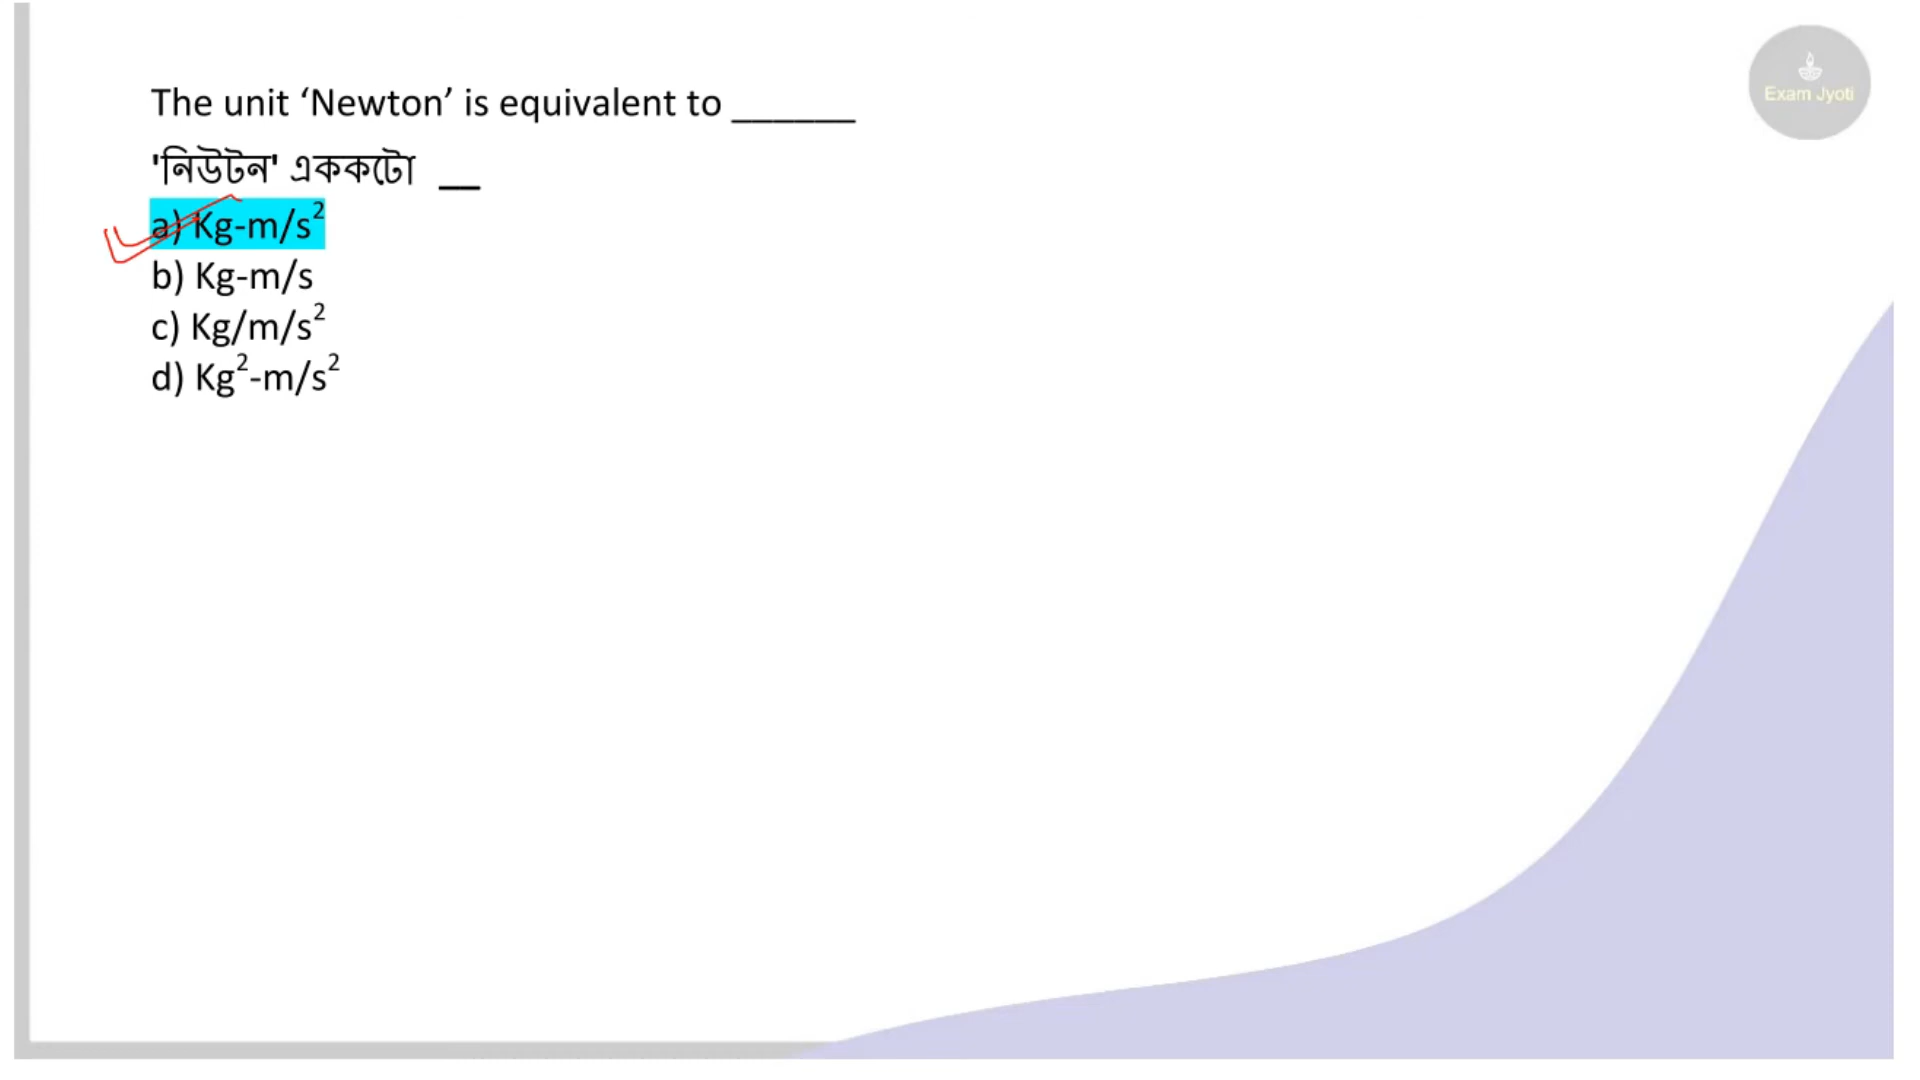 The unit ‘Newton’ is equivalent to ______
'নিউটন' এককটো __
a) Kg-m/s²
b) Kg-m/s
c) Kg/m/s²
d) Kg²-m/s²
Exam Jyoti